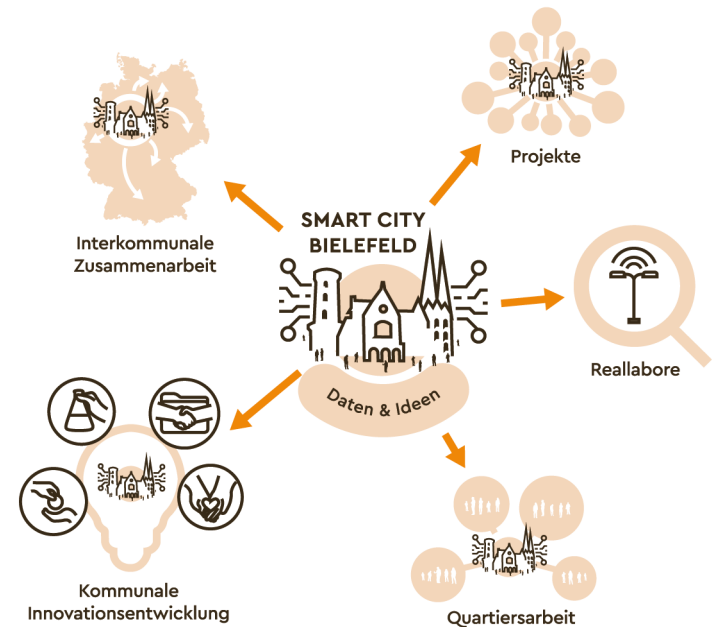 Projekte
Interkommunale
Zusammenarbeit
SMART CITY
BIELEFELD
Reallabore
Daten & Ideen
Kommunale
Innovationsentwicklung
Quartiersarbeit